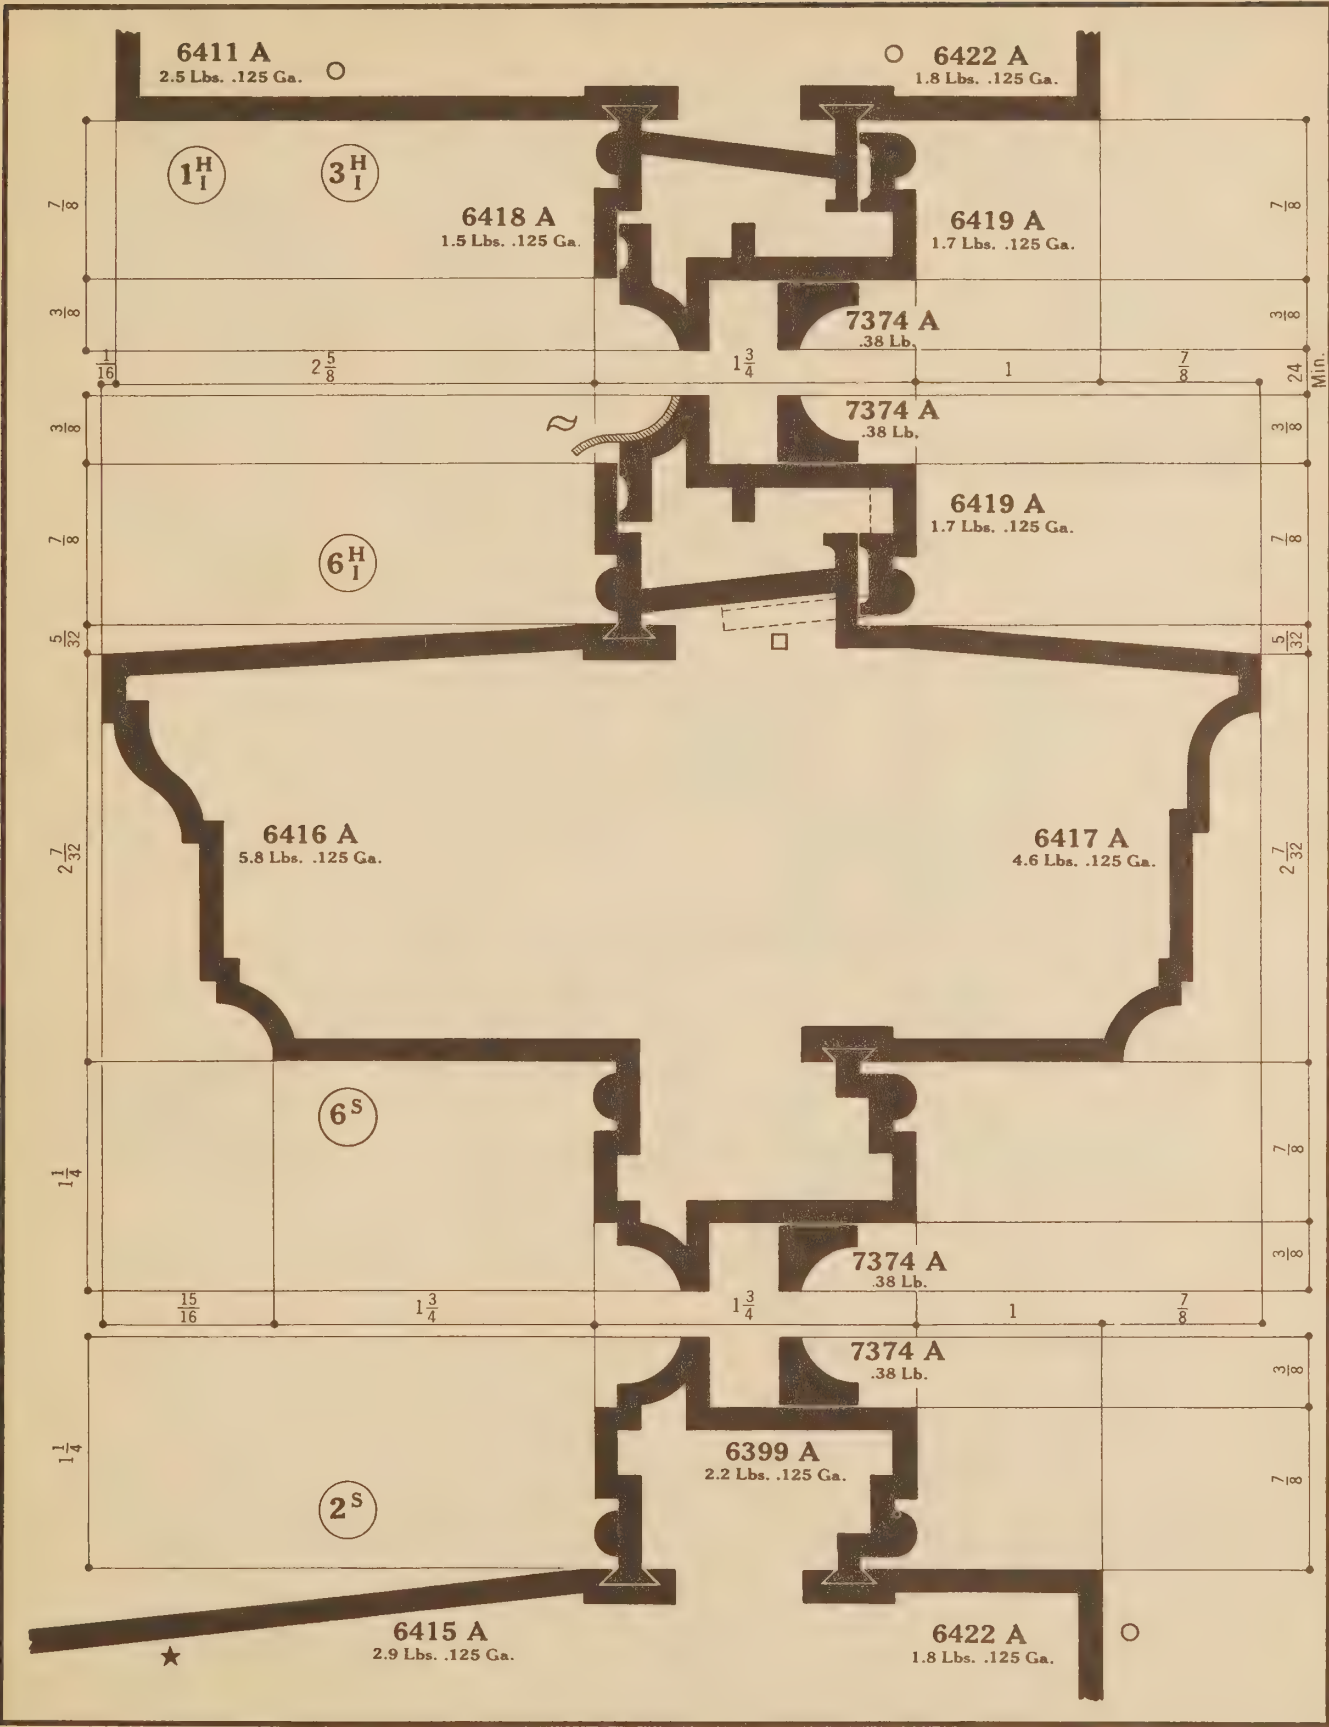 6411 A
2.5 Lbs. .125 Ga.
6422 A
1.8 Lbs. .125 Ga.
1 H I
3 H I
7/8
6418 A
1.5 Lbs. .125 Ga.
6419 A
1.7 Lbs. .125 Ga.
7/8
3/8
7374 A
.38 Lb.
3/8
1/16
2 5/8
1 3/4
1
7/8
24 Min.
3/8
7374 A
.38 Lb.
3/8
6419 A
1.7 Lbs. .125 Ga.
7/8
6 H I
7/8
5/32
5/32
6416 A
5.8 Lbs. .125 Ga.
6417 A
4.6 Lbs. .125 Ga.
2 7/32
2 7/32
6 S
1 1/4
7/8
7374 A
.38 Lb.
3/8
15/16
1 3/4
1 3/4
1
7/8
7374 A
.38 Lb.
3/8
1 1/4
6399 A
2.2 Lbs. .125 Ga.
7/8
2 S
6415 A
2.9 Lbs. .125 Ga.
6422 A
1.8 Lbs. .125 Ga.